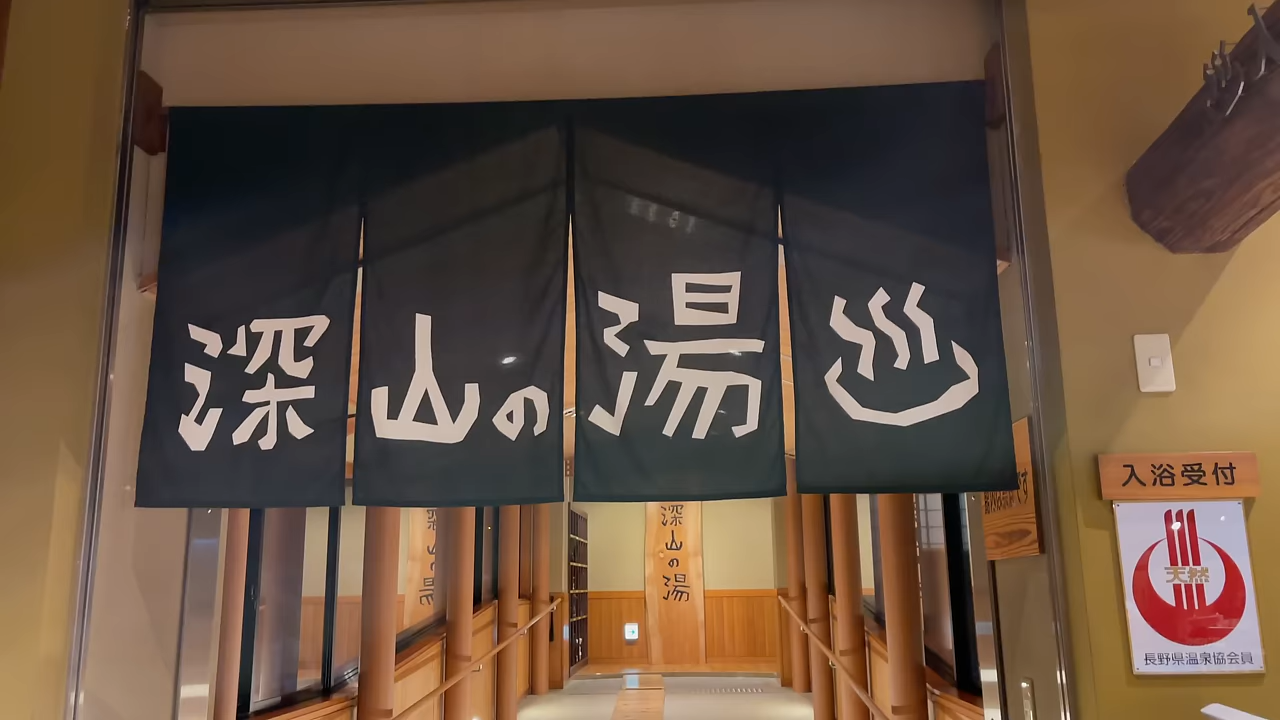 深山の湯♨
深山の湯
入浴受付
天然
長野県温泉協会員